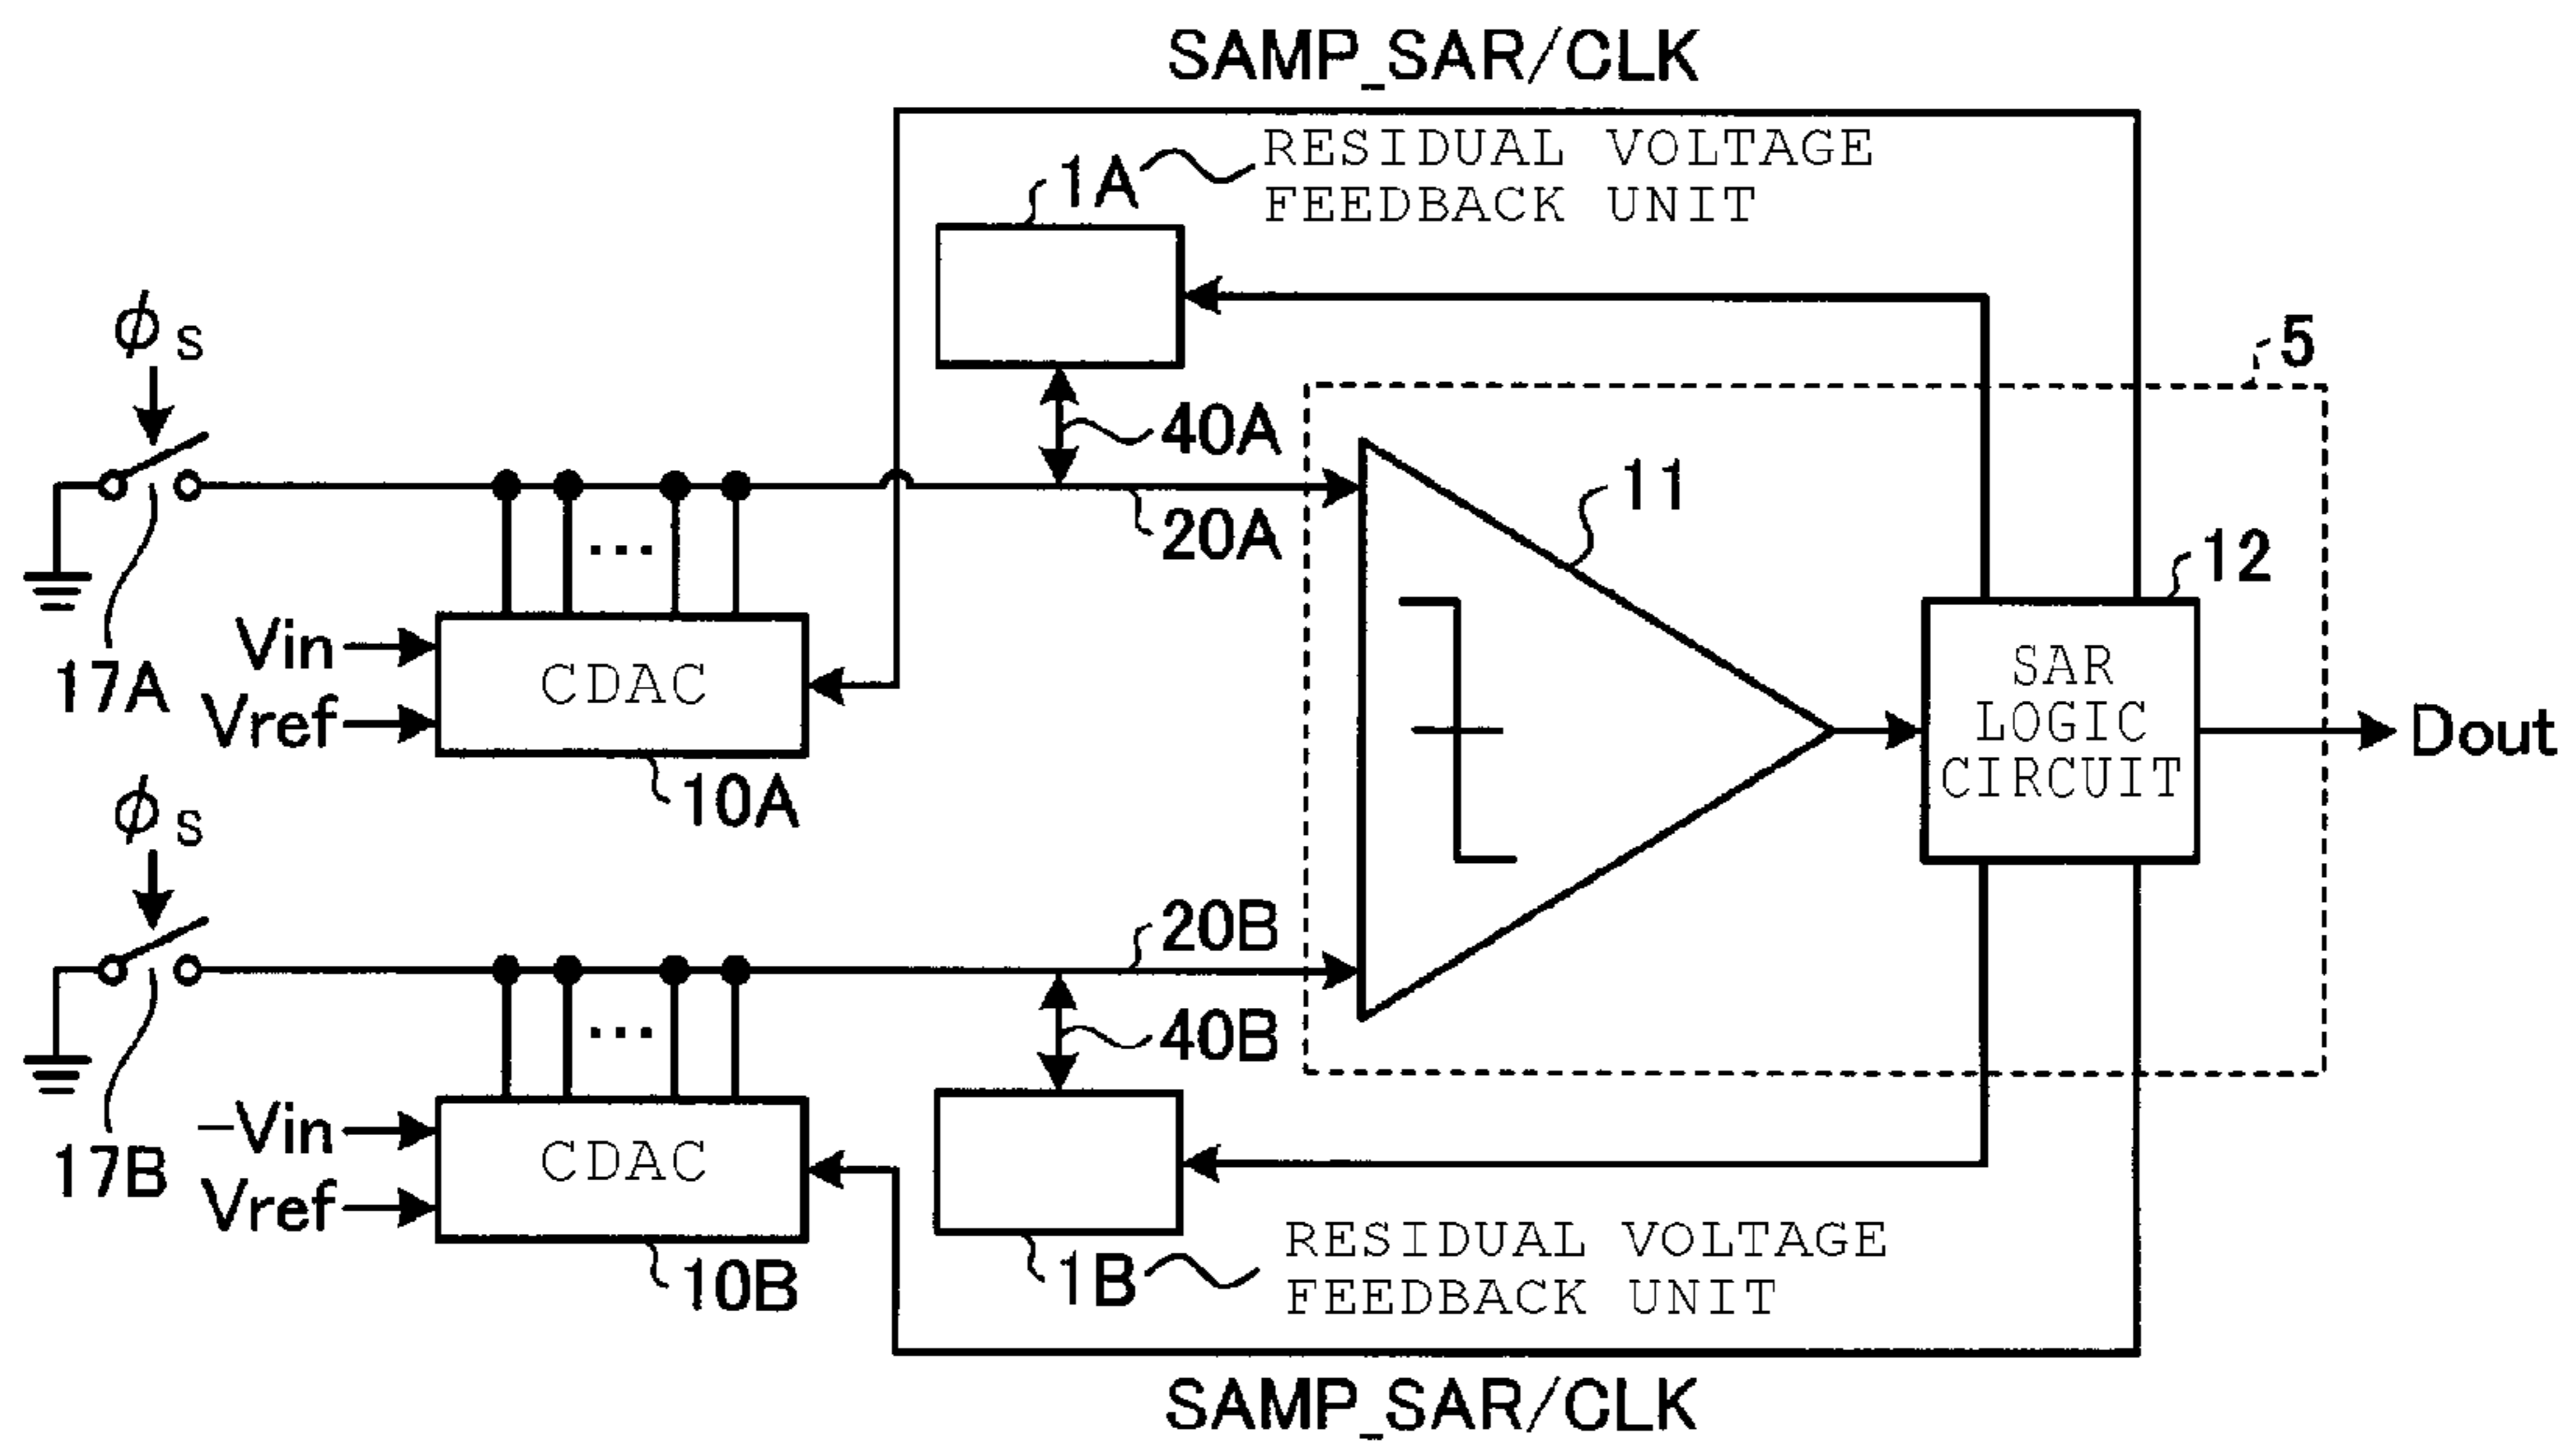 SAMP_SAR/CLK
1A RESIDUAL VOLTAGE
FEEDBACK UNIT
ϕS
5
40A
11
20A
12
Vin
17A
Vref
CDAC
10A
SAR
LOGIC
CIRCUIT
Dout
ϕS
20B
40B
-Vin
17B
Vref
CDAC
10B
1B RESIDUAL VOLTAGE
FEEDBACK UNIT
SAMP_SAR/CLK